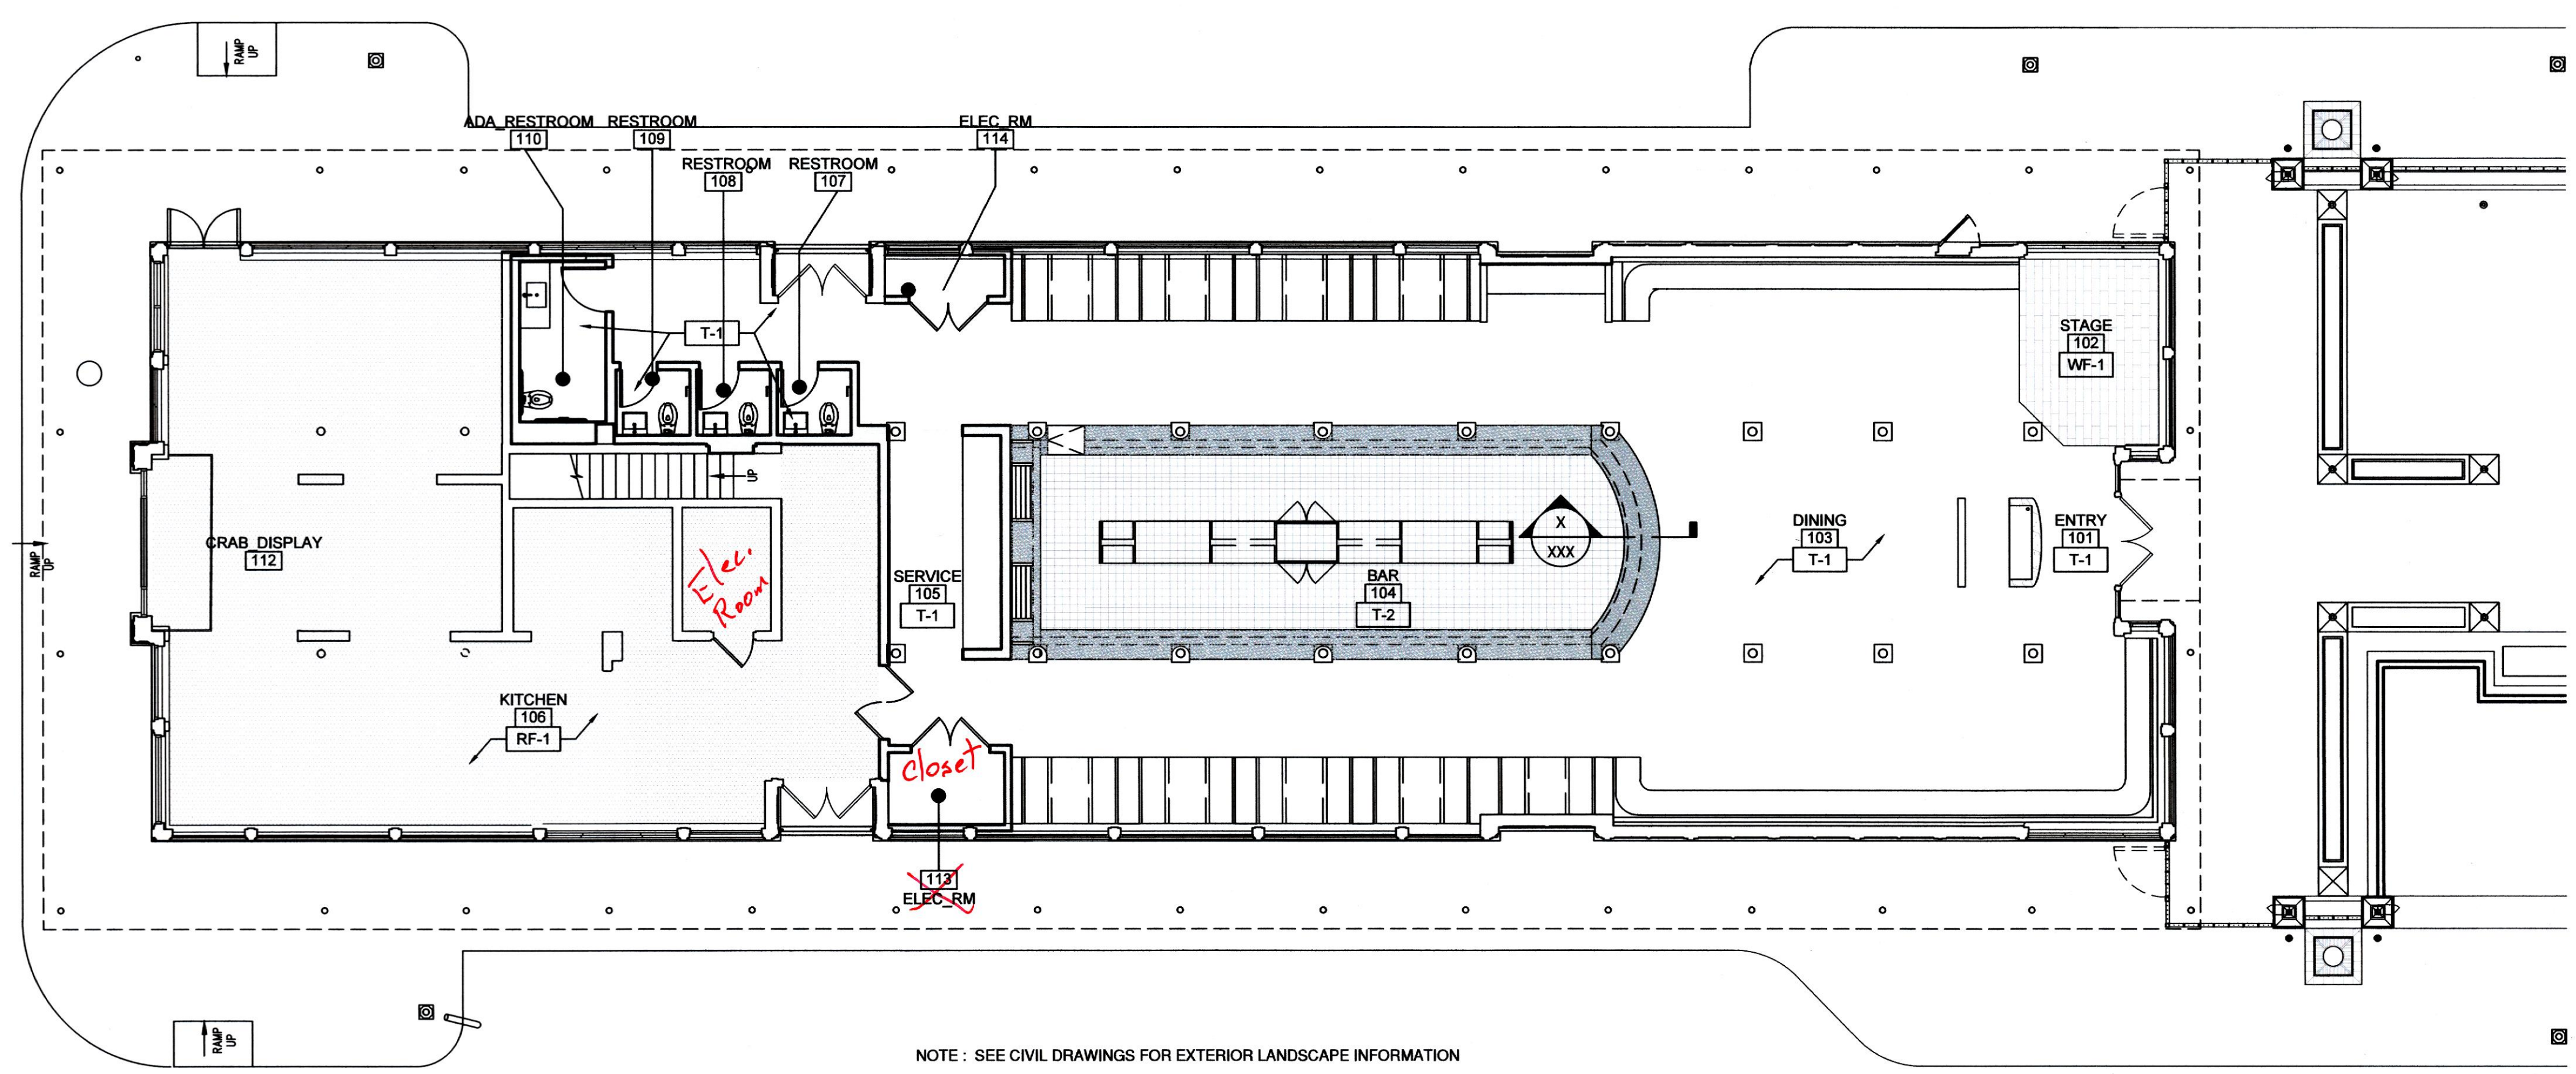 RAMP
UP
ADA_RESTROOM
110
RESTROOM
109
RESTROOM
108
RESTROOM
107
ELEC_RM
114
T-1
STAGE
102
WF-1
UP
CRAB_DISPLAY
112
RAMP
UP
Elec.
Room
SERVICE
105
T-1
X
XXX
BAR
104
T-2
DINING
103
T-1
ENTRY
101
T-1
KITCHEN
106
RF-1
closet
113
ELEC_RM
RAMP
UP
NOTE : SEE CIVIL DRAWINGS FOR EXTERIOR LANDSCAPE INFORMATION